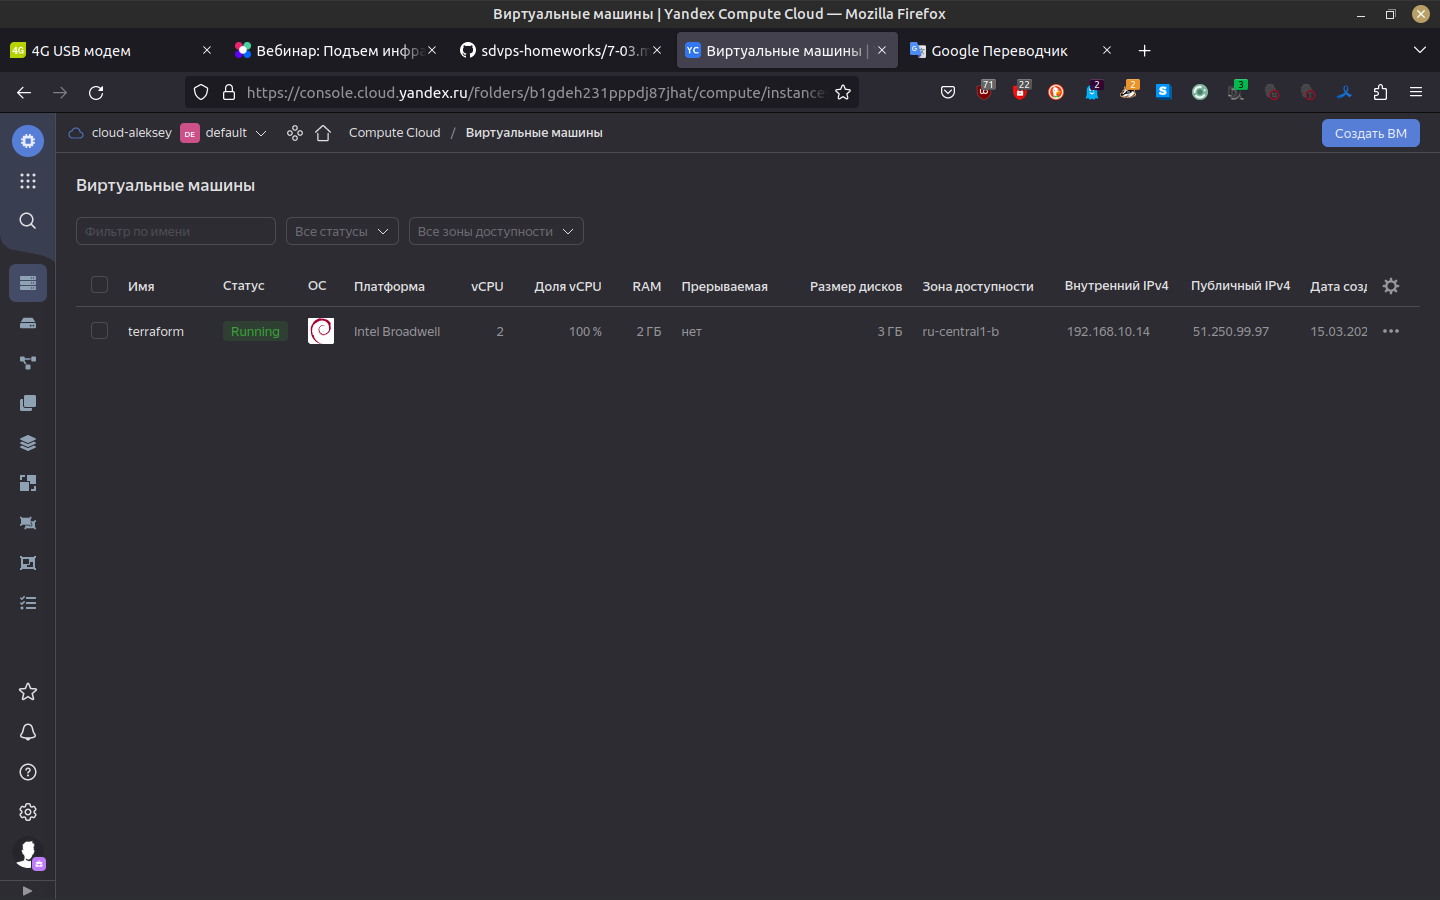 Виртуальные машины | Yandex Compute Cloud — Mozilla Firefox
4G 4G USB модем
Вебинар: Подъем инфра
sdvps-homeworks/7-03.m
YC Виртуальные машины |
Google Переводчик
https://console.cloud.yandex.ru/folders/b1gdeh231pppdj87jhat/compute/instance
71 22 2 2 S 3
cloud-aleksey DE default Compute Cloud / Виртуальные машины Создать ВМ
Виртуальные машины
Фильтр по имени Все статусы Все зоны доступности
Имя Статус ОС Платформа vCPU Доля vCPU RAM Прерываемая Размер дисков Зона доступности Внутренний IPv4 Публичный IPv4 Дата созд
terraform Running Intel Broadwell 2 100 % 2 ГБ нет 3 ГБ ru-central1-b 192.168.10.14 51.250.99.97 15.03.202